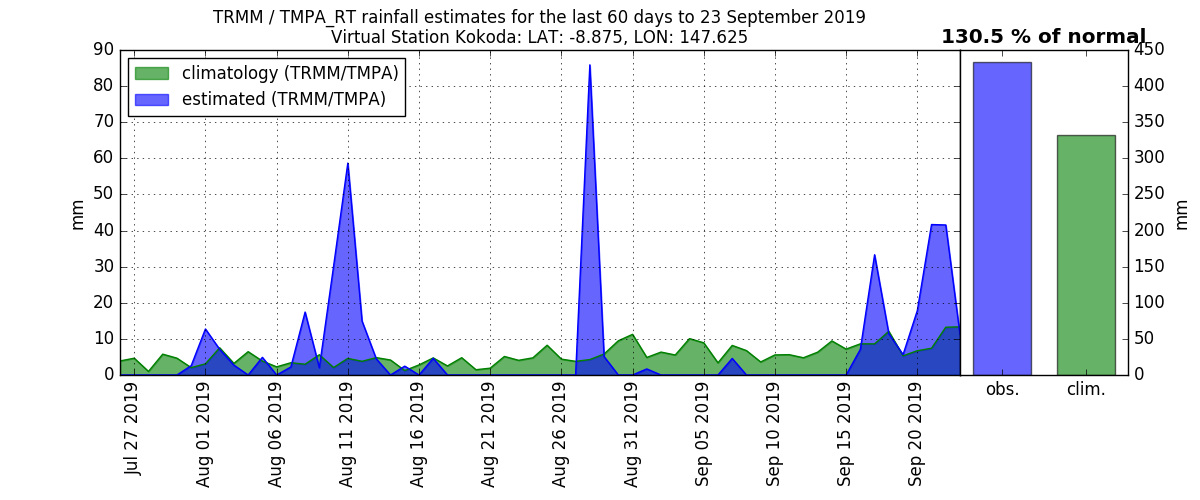 TRMM / TMPA_RT rainfall estimates for the last 60 days to 23 September 2019
Virtual Station Kokoda: LAT: -8.875, LON: 147.625
130.5 % of normal
climatology (TRMM/TMPA)
estimated (TRMM/TMPA)
90
80
70
60
50
40
30
20
10
0
mm
450
400
350
300
250
200
150
100
50
0
mm
Jul 27 2019
Aug 01 2019
Aug 06 2019
Aug 11 2019
Aug 16 2019
Aug 21 2019
Aug 26 2019
Aug 31 2019
Sep 05 2019
Sep 10 2019
Sep 15 2019
Sep 20 2019
obs.
clim.